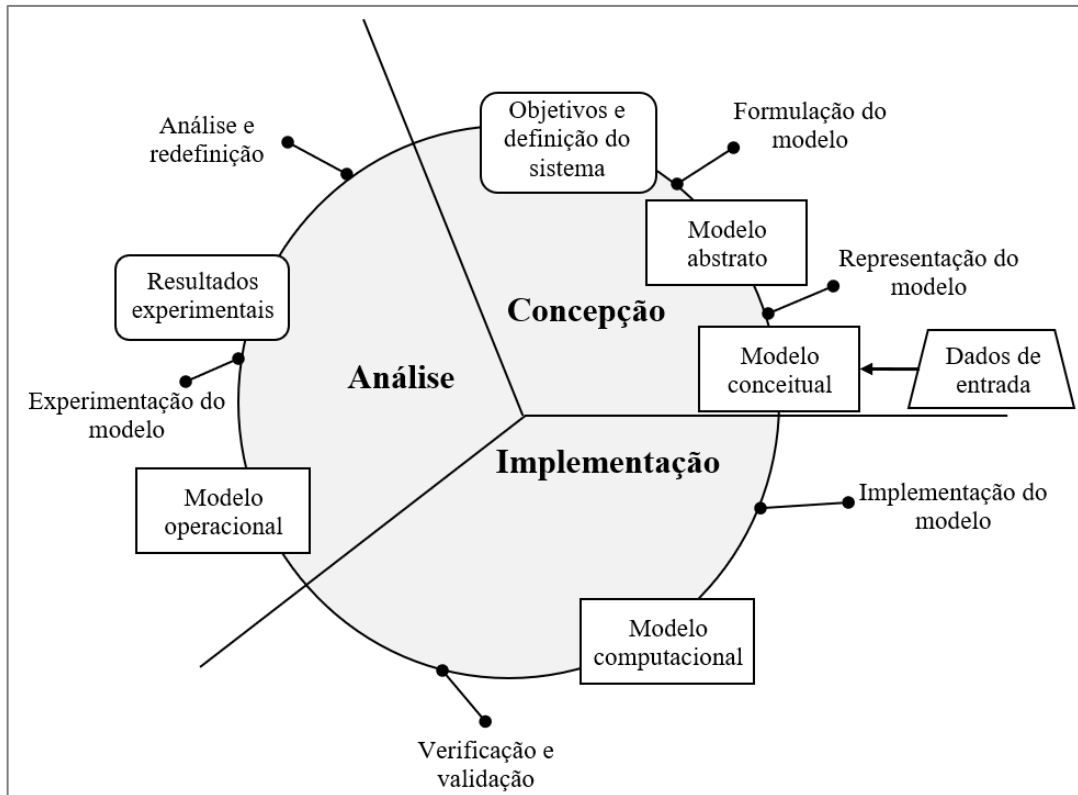 Objetivos e
definição do
sistema
Formulação do
modelo
Análise e
redefinição
Modelo
abstrato
Representação do
modelo
Resultados
experimentais
Concepção
Modelo
conceitual
Dados de
entrada
Análise
Experimentação do
modelo
Implementação
Modelo
operacional
Implementação do
modelo
Modelo
computacional
Verificação e
validação